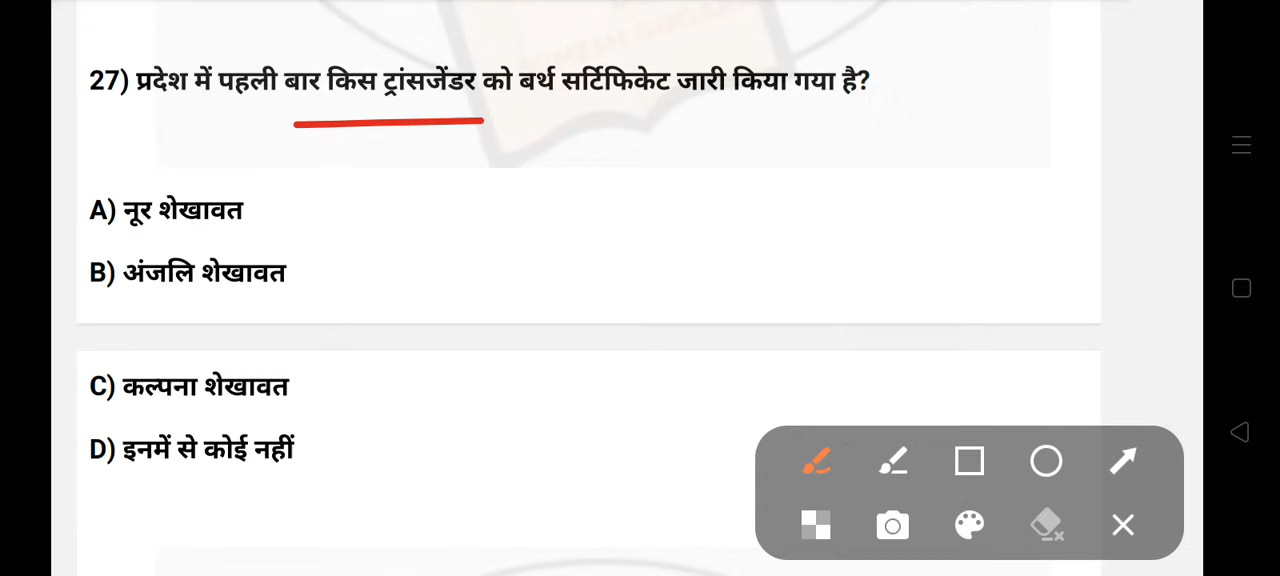 27) प्रदेश में पहली बार किस ट्रांसजेंडर को बर्थ सर्टिफिकेट जारी किया गया है?
A) नूर शेखावत
B) अंजलि शेखावत
C) कल्पना शेखावत
D) इनमें से कोई नहीं